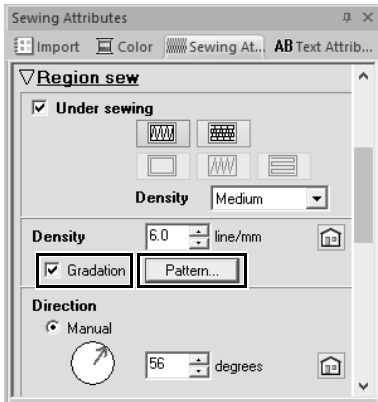 Sewing Attributes
Import Color Sewing At... AB Text Attrib...
Region sew
Under sewing
Density Medium
Density 6.0 line/mm
Gradation Pattern...
Direction
Manual
56 degrees